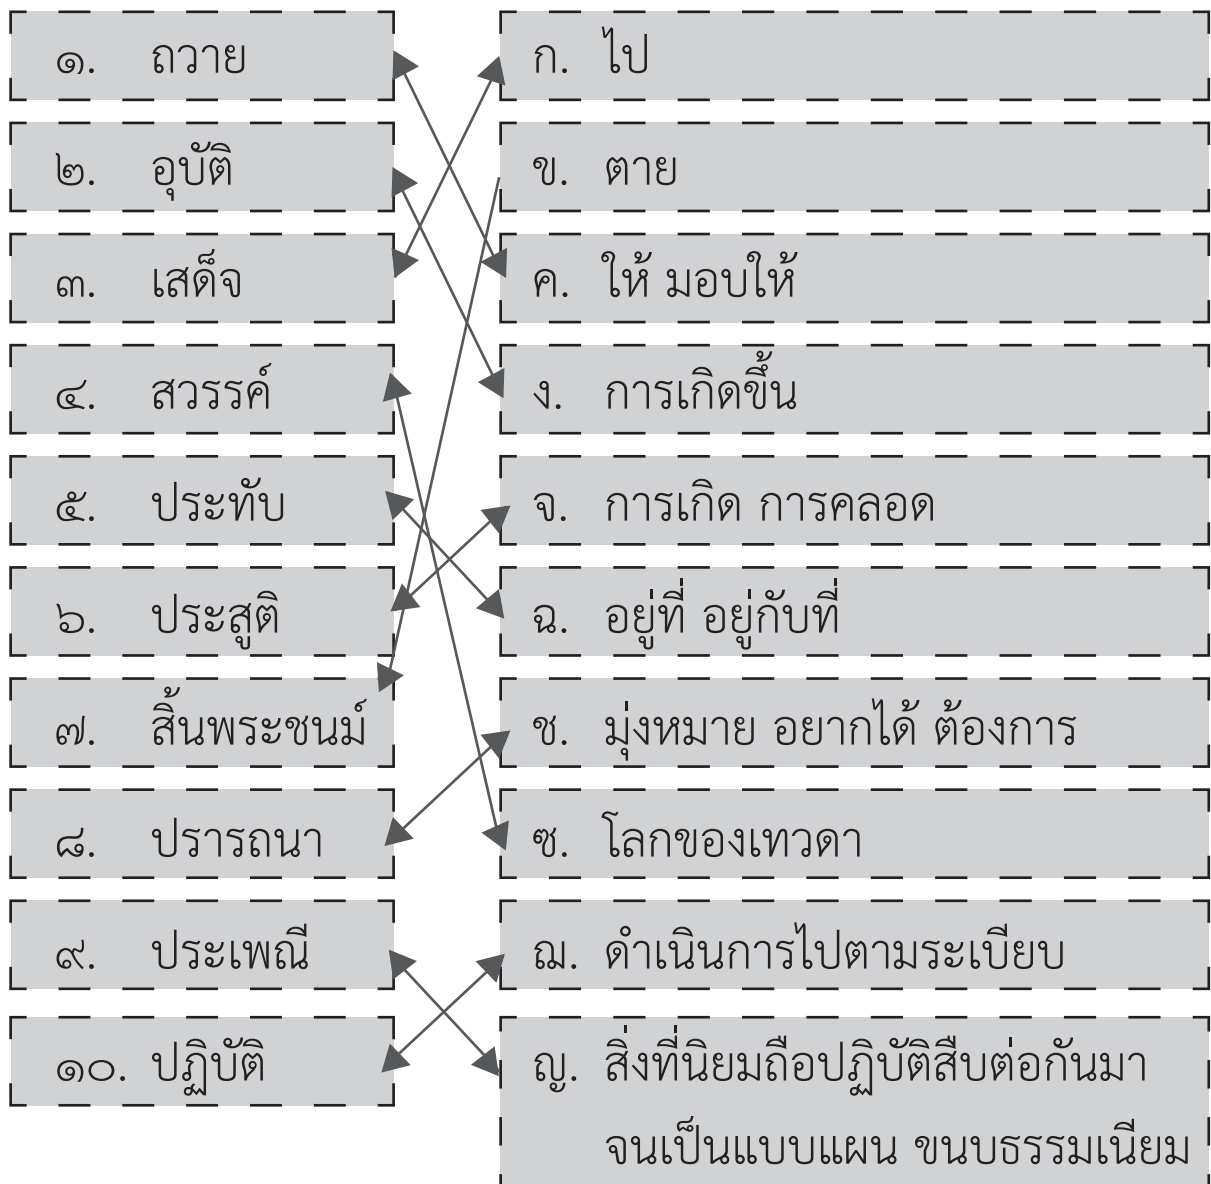 ๑. ถวาย
ก. ไป
๒. อุบัติ
ข. ตาย
๓. เสด็จ
ค. ให้ มอบให้
๔. สวรรค์
ง. การเกิดขึ้น
๕. ประทับ
จ. การเกิด การคลอด
๖. ประสูติ
ฉ. อยู่ที่ อยู่กับที่
๗. สิ้นพระชนม์
ช. มุ่งหมาย อยากได้ ต้องการ
๘. ปรารถนา
ซ. โลกของเทวดา
๙. ประเพณี
ฌ. ดำเนินการไปตามระเบียบ
๑๐. ปฏิบัติ
ญ. สิ่งที่นิยมถือปฏิบัติสืบต่อกันมา
จนเป็นแบบแผน ขนบธรรมเนียม